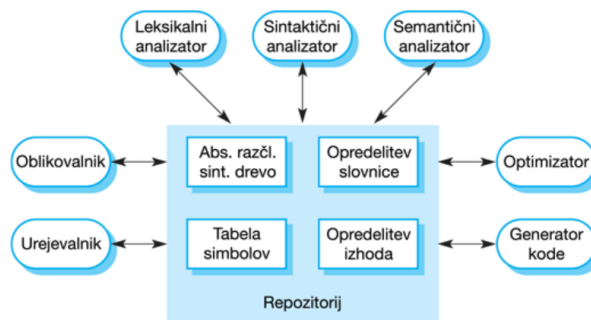 Leksikalni
analizator
Sintaktični
analizator
Semantični
analizator
Oblikovalnik
Abs. razčl.
sint. drevo
Opredelitev
slovnice
Optimizator
Urejevalnik
Tabela
simbolov
Opredelitev
izhoda
Generator
kode
Repozitorij